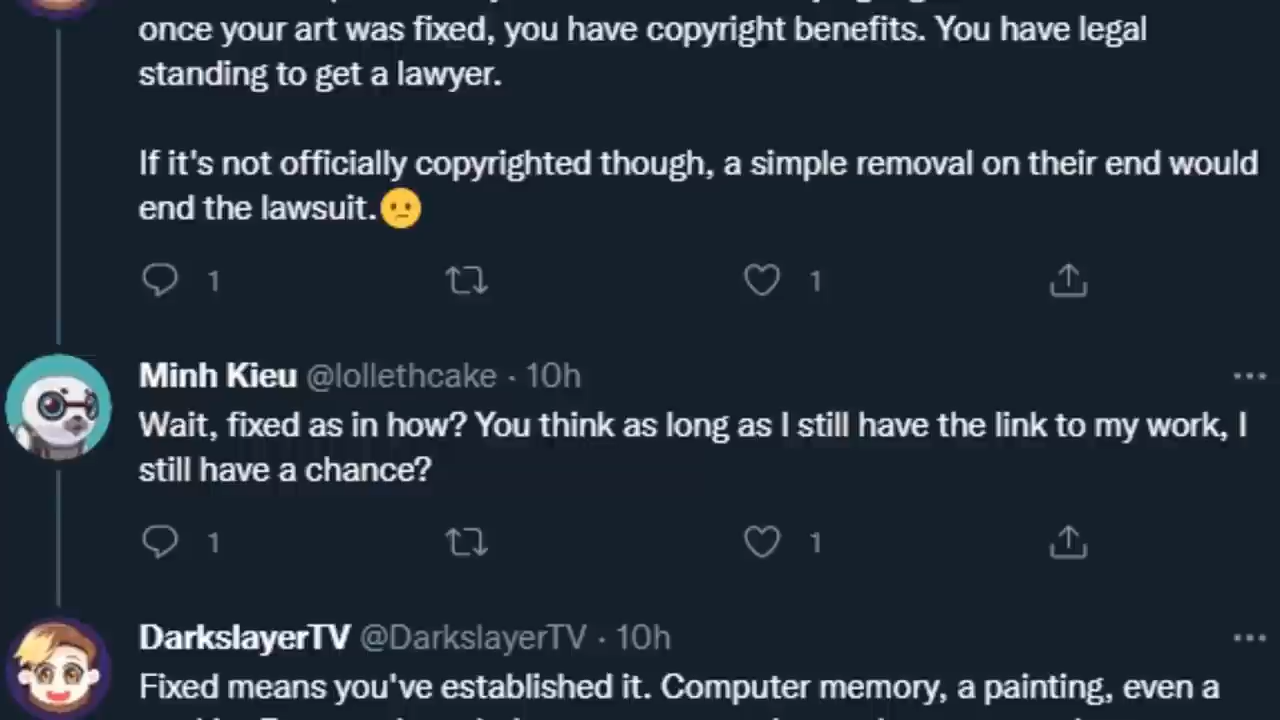 once your art was fixed, you have copyright benefits. You have legal
standing to get a lawyer.
If it's not officially copyrighted though, a simple removal on their end would
end the lawsuit.🫤
1
1
Minh Kieu @lollethcake · 10h
Wait, fixed as in how? You think as long as I still have the link to my work, I
still have a chance?
1
1
DarkslayerTV @DarkslayerTV · 10h
Fixed means you've established it. Computer memory, a painting, even a